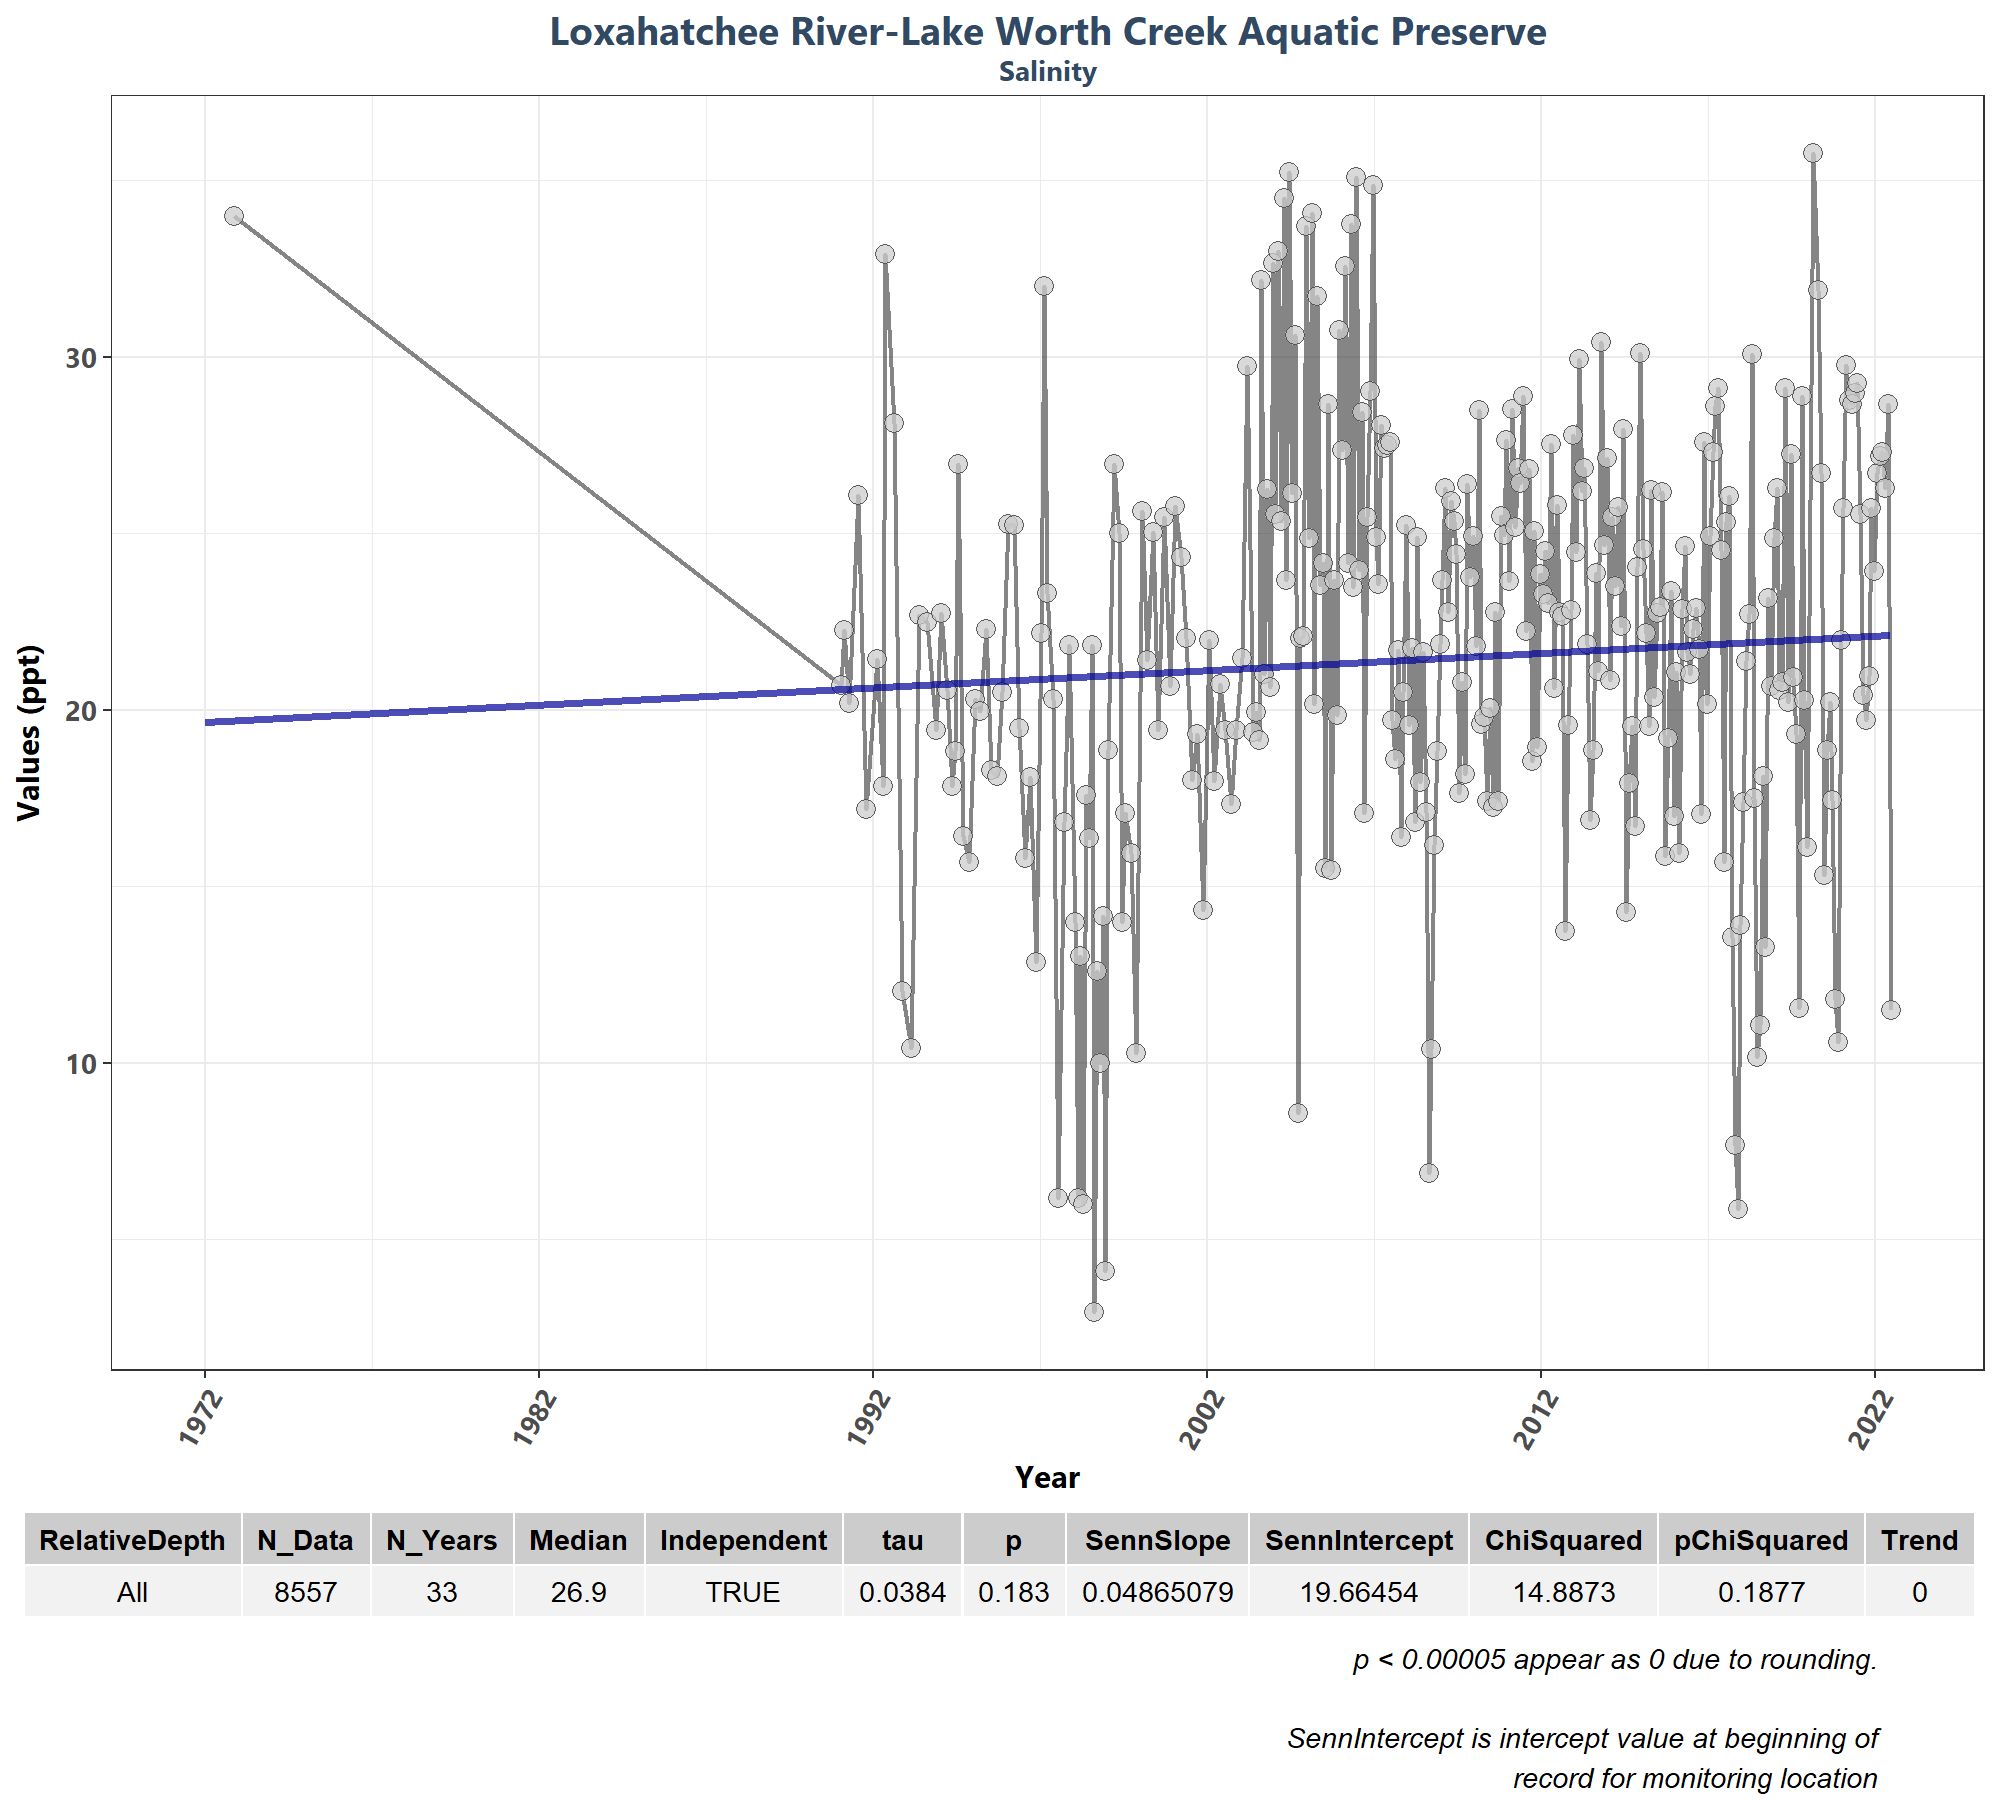 Loxahatchee River-Lake Worth Creek Aquatic Preserve
Salinity
Values (ppt)
30
20
10
1972
1982
1992
2002
2012
2022
Year
RelativeDepth N_Data N_Years Median Independent tau p SennSlope SennIntercept ChiSquared pChiSquared Trend
All 8557 33 26.9 TRUE 0.0384 0.183 0.04865079 19.66454 14.8873 0.1877 0
p < 0.00005 appear as 0 due to rounding.
SennIntercept is intercept value at beginning of
record for monitoring location